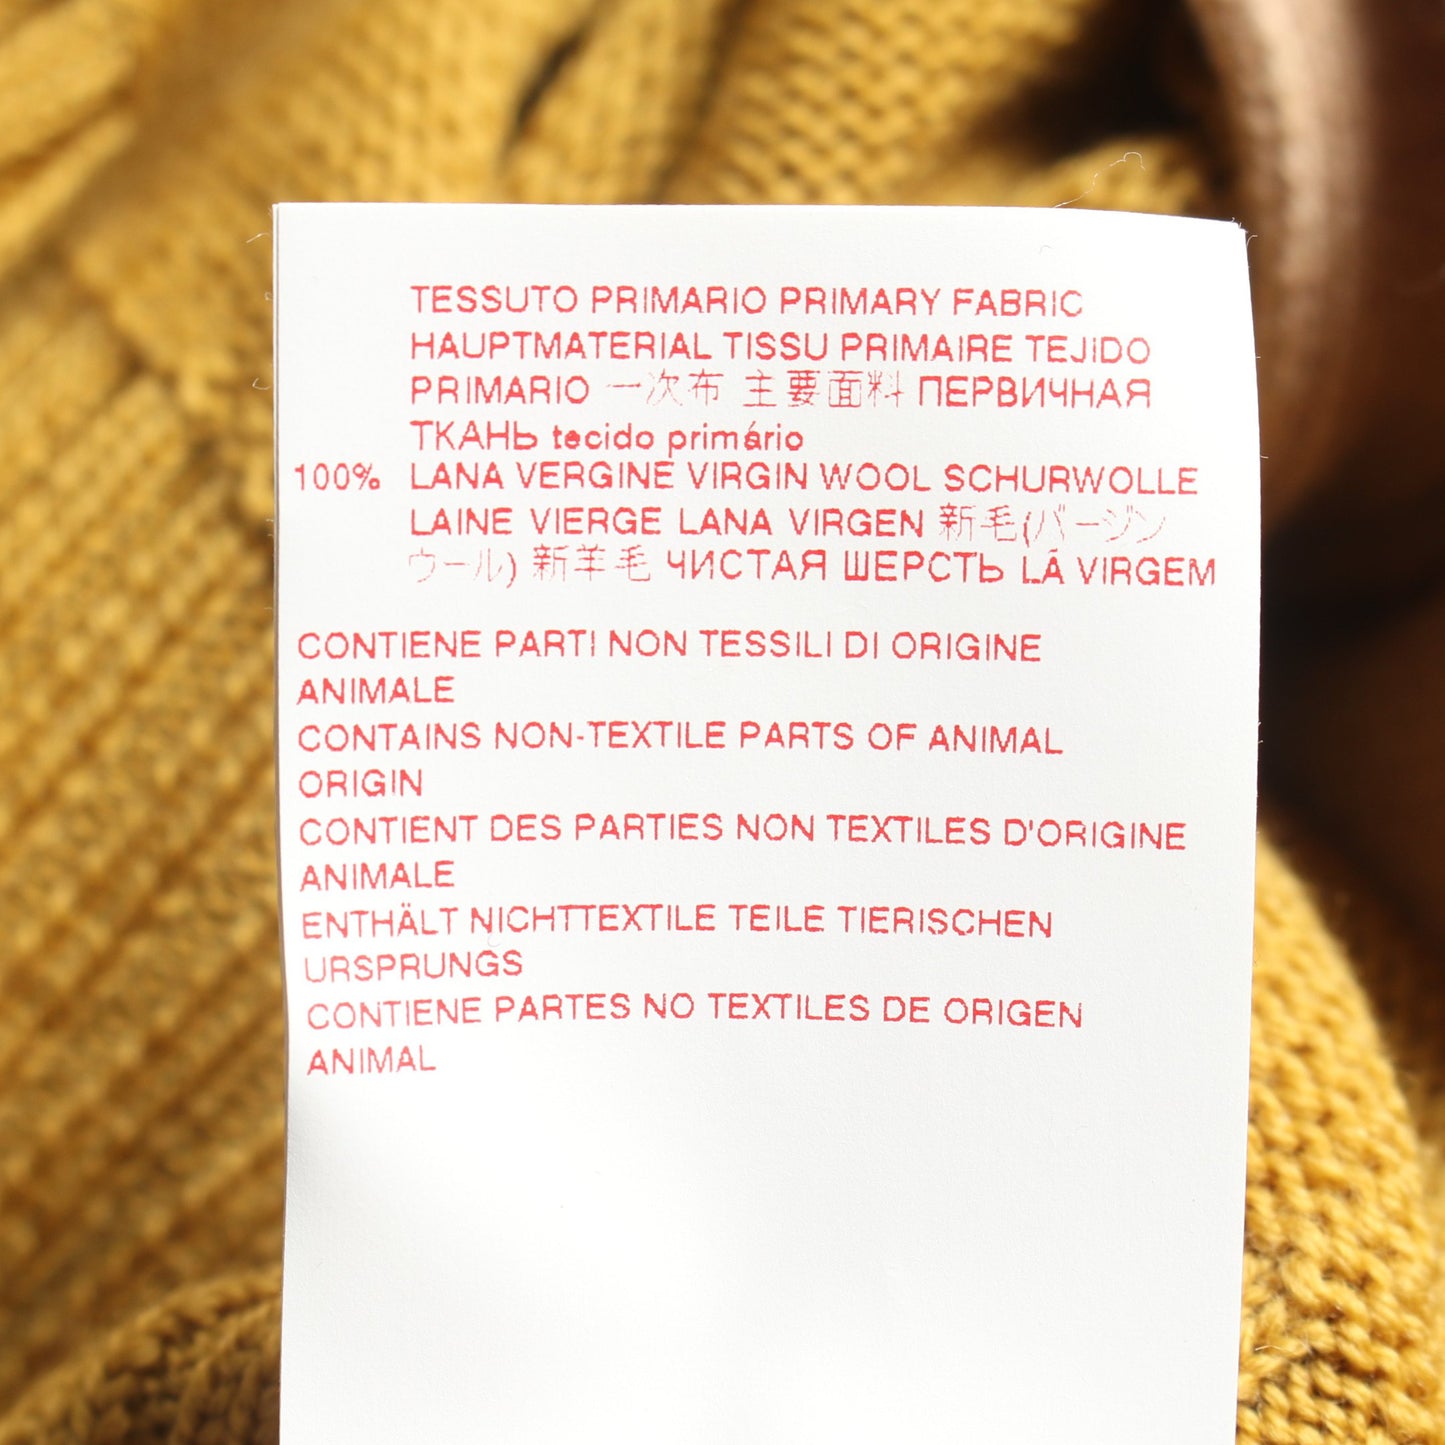 TESSUTO PRIMARIO PRIMARY FABRIC
HAUPTMATERIAL TISSU PRIMAIRE TEJIDO
PRIMARIO 一次布 主要面料 ПЕРВИЧНАЯ
ТКАНЬ tecido primário
100% LANA VERGINE VIRGIN WOOL SCHURWOLLE
LAINE VIERGE LANA VIRGEN 新毛(バージン
ウール) 新羊毛 ЧИСТАЯ ШЕРСТЬ LÃ VIRGEM
CONTIENE PARTI NON TESSILI DI ORIGINE
ANIMALE
CONTAINS NON-TEXTILE PARTS OF ANIMAL
ORIGIN
CONTIENT DES PARTIES NON TEXTILES D'ORIGINE
ANIMALE
ENTHÄLT NICHTTEXTILE TEILE TIERISCHEN
URSPRUNGS
CONTIENE PARTES NO TEXTILES DE ORIGEN
ANIMAL